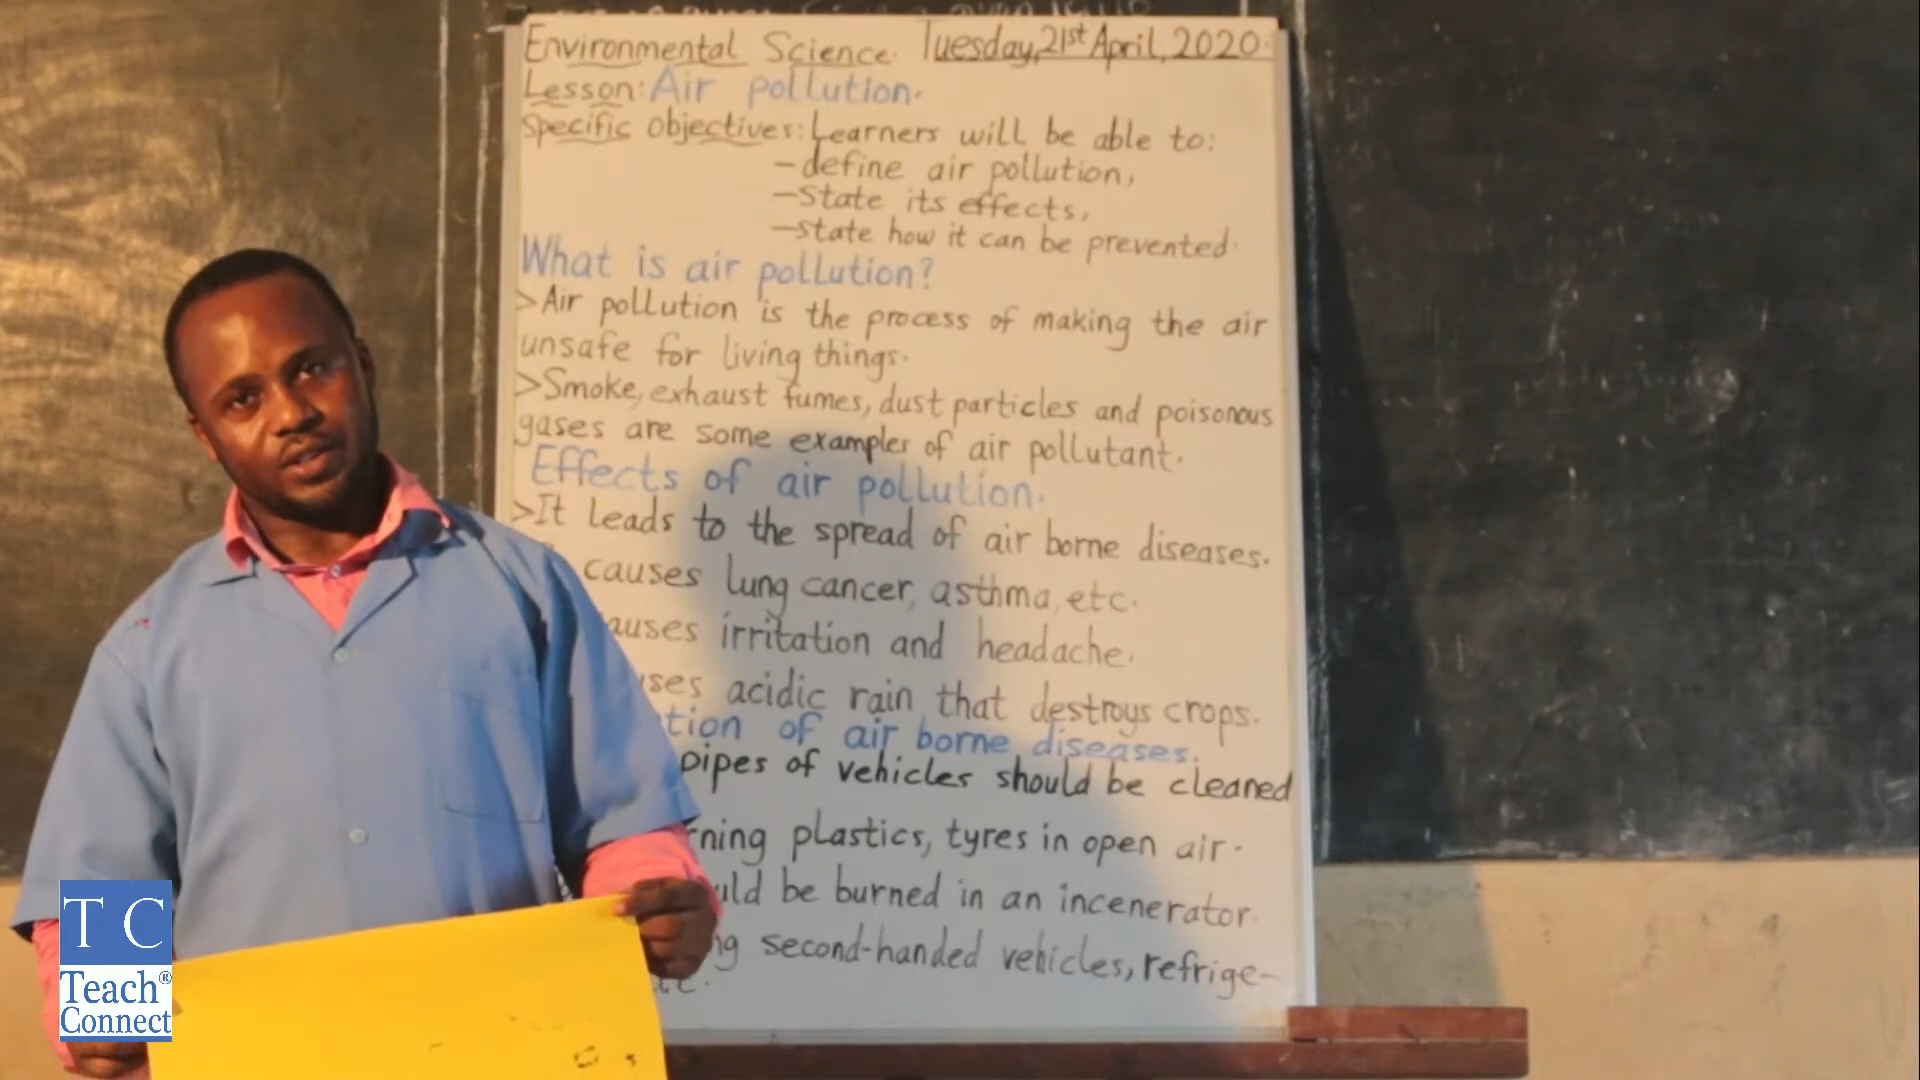 Environmental Science. Tuesday, 21st April, 2020.
Lesson: Air pollution.
Specific Objectives: Learners will be able to:
- define air pollution,
- State its effects,
- state how it can be prevented.
What is air pollution?
> Air pollution is the process of making the air
unsafe for living things.
> Smoke, exhaust fumes, dust particles and poisonous
gases are some examples of air pollutant.
Effects of air pollution.
> It leads to the spread of air borne diseases.
causes lung cancer, asthma, etc.
auses irritation and headache.
ses acidic rain that destroys crops.
tion of air borne diseases.
pipes of vehicles should be cleaned
rning plastics, tyres in open air.
uld be burned in an incenerator.
ng second-handed vehicles, refrige-
TC
Teach®
Connect